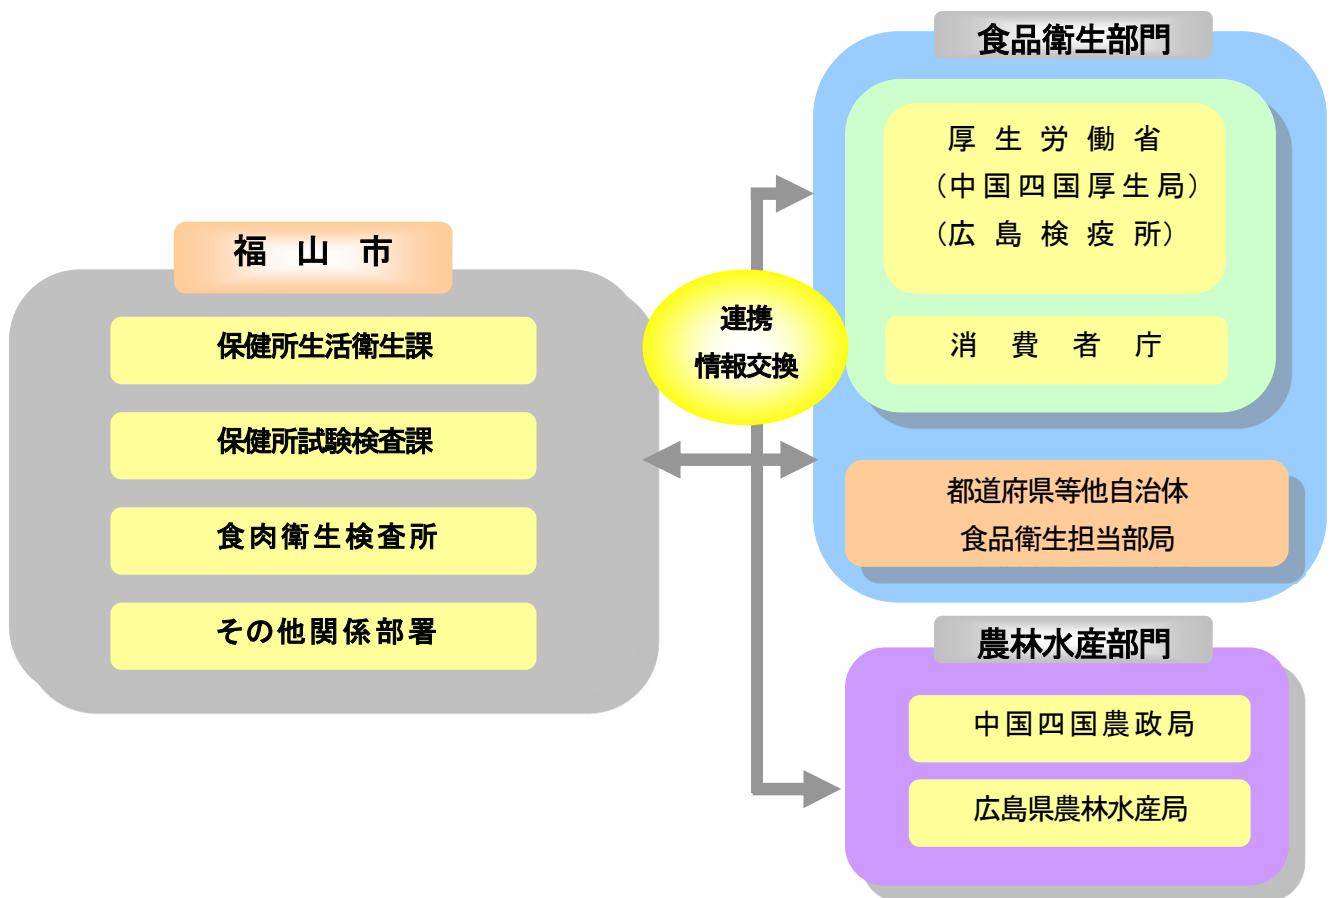 福山市
保健所生活衛生課
保健所試験検査課
食肉衛生検査所
その他関係部署
連携
情報交換
食品衛生部門
厚生労働省
（中国四国厚生局）
（広島検疫所）
消費者庁
都道府県等他自治体
食品衛生担当部局
農林水産部門
中国四国農政局
広島県農林水産局